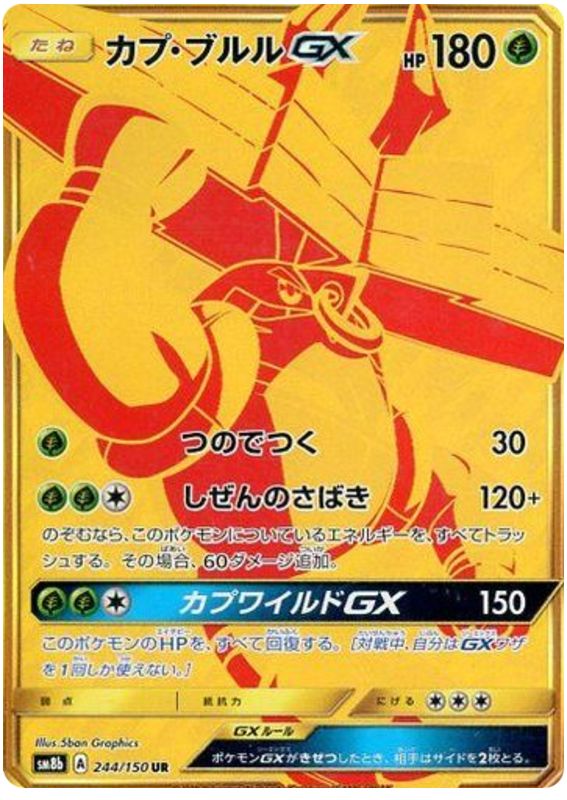 たね カプ・ブルルGX HP 180
つのでつく 30
しぜんのさばき 120+
のぞむなら、このポケモンについているエネルギーを、すべてトラッ
シュする。その場合、60ダメージ追加。
カプワイルドGX 150
このポケモンのHPを、すべて回復する。[対戦中、自分はGXワザ
を1回しか使えない。]
弱点 抵抗力 にげる
GXルール
Illus.5ban Graphics
ポケモンGXがきぜつしたとき、相手はサイドを2枚とる。
SM8b A 244/150 UR